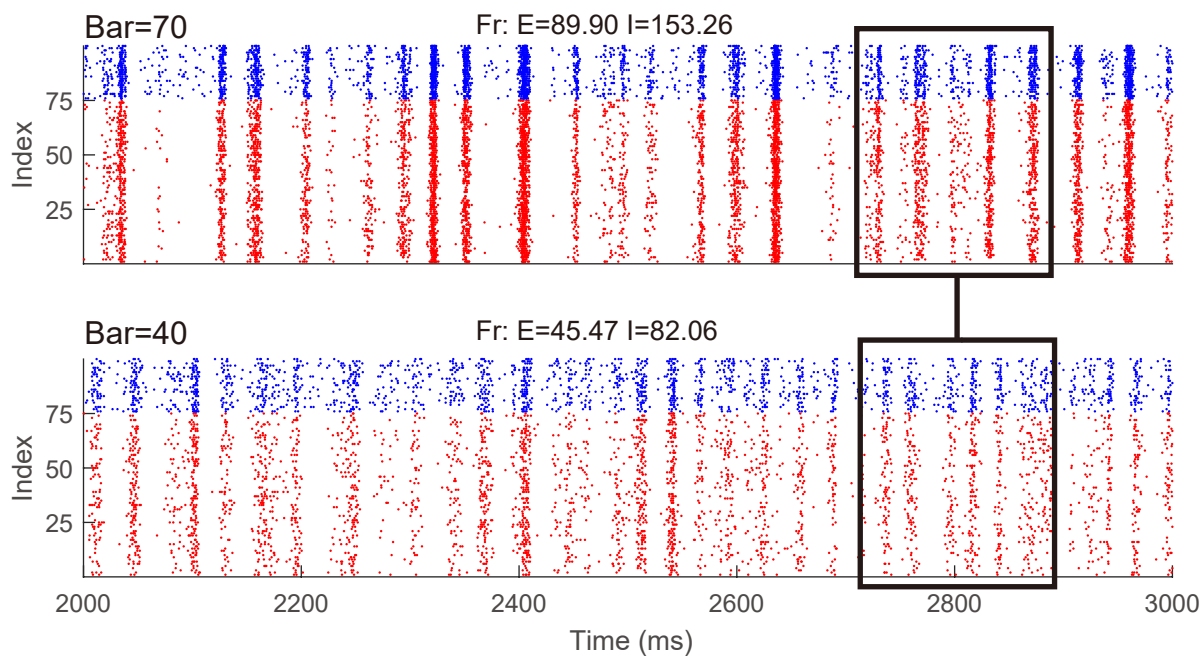 Bar=70 Fr: E=89.90 I=153.26
75
50
25
Index
Bar=40 Fr: E=45.47 I=82.06
75
50
25
Index
2000 2200 2400 2600 2800 3000
Time (ms)